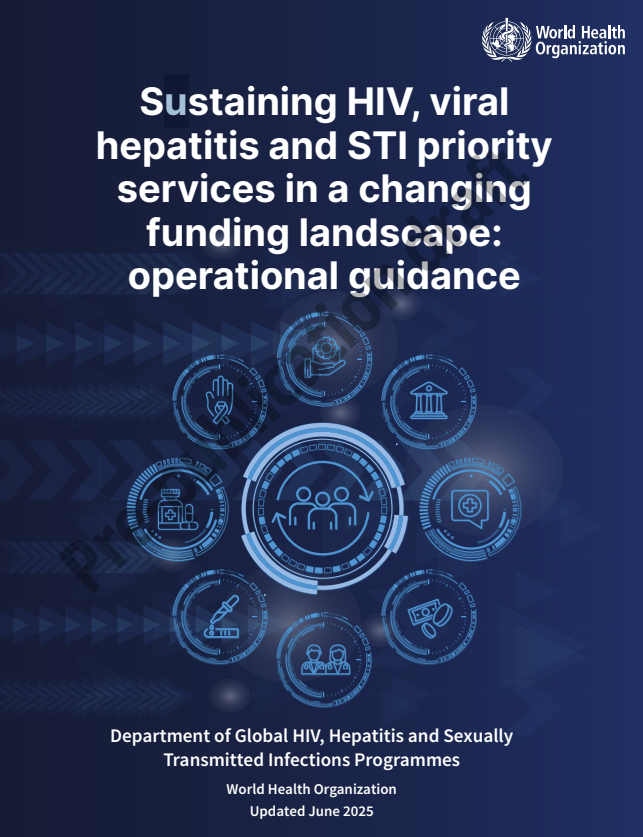 World Health
Organization
Sustaining HIV, viral
hepatitis and STI priority
services in a changing
funding landscape:
operational guidance
Pre-publication draft
Department of Global HIV, Hepatitis and Sexually
Transmitted Infections Programmes
World Health Organization
Updated June 2025